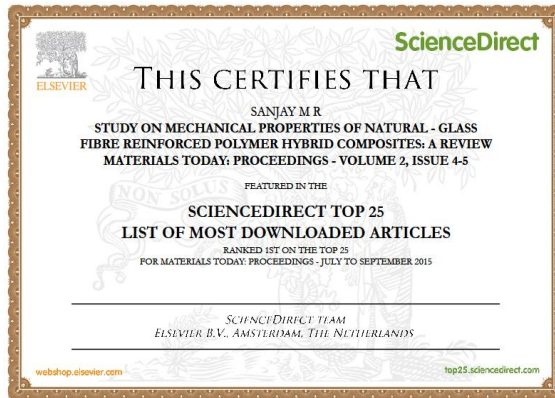 ScienceDirect
ELSEVIER
THIS CERTIFIES THAT
SANJAY M R
STUDY ON MECHANICAL PROPERTIES OF NATURAL - GLASS
FIBRE REINFORCED POLYMER HYBRID COMPOSITES: A REVIEW
MATERIALS TODAY: PROCEEDINGS - VOLUME 2, ISSUE 4-5
NON SOLUS
FEATURED IN THE
SCIENCEDIRECT TOP 25
LIST OF MOST DOWNLOADED ARTICLES
RANKED 1ST ON THE TOP 25
FOR MATERIALS TODAY: PROCEEDINGS - JULY TO SEPTEMBER 2015
SCIENCEDIRECT TEAM
ELSEVIER B.V., AMSTERDAM, THE NETHERLANDS
webshop.elsevier.com
top25.sciencedirect.com